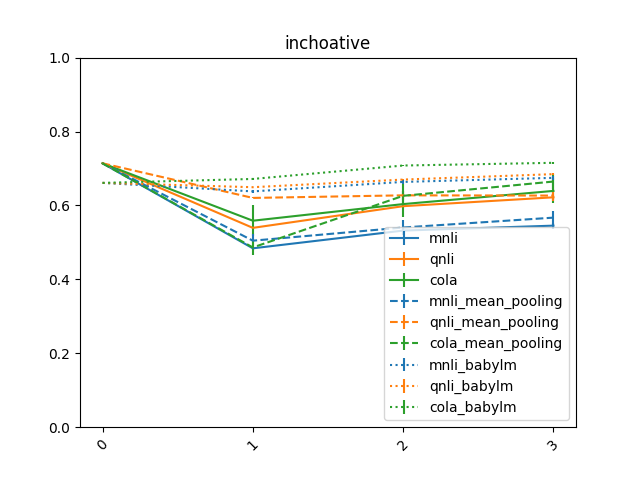 inchoative
1.0
0.8
0.6
0.4
0.2
0.0
0
1
2
3
mnli
qnli
cola
mnli_mean_pooling
qnli_mean_pooling
cola_mean_pooling
mnli_babylm
qnli_babylm
cola_babylm